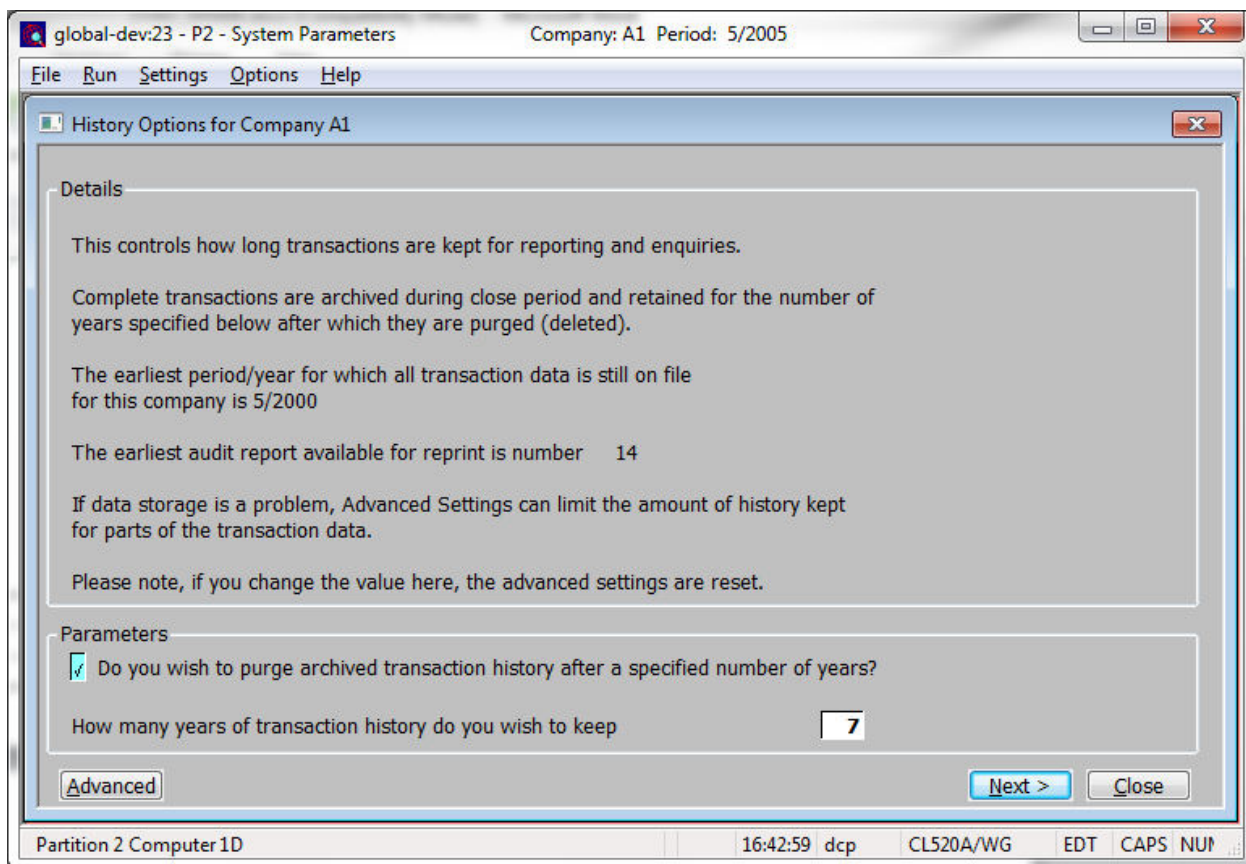 global-dev:23 - P2 - System Parameters Company: A1 Period: 5/2005
File Run Settings Options Help
History Options for Company A1
Details
This controls how long transactions are kept for reporting and enquiries.
Complete transactions are archived during close period and retained for the number of
years specified below after which they are purged (deleted).
The earliest period/year for which all transaction data is still on file
for this company is 5/2000
The earliest audit report available for reprint is number 14
If data storage is a problem, Advanced Settings can limit the amount of history kept
for parts of the transaction data.
Please note, if you change the value here, the advanced settings are reset.
Parameters
Do you wish to purge archived transaction history after a specified number of years?
How many years of transaction history do you wish to keep 7
Advanced Next > Close
Partition 2 Computer 1D 16:42:59 dcp CL520A/WG EDT CAPS NUM